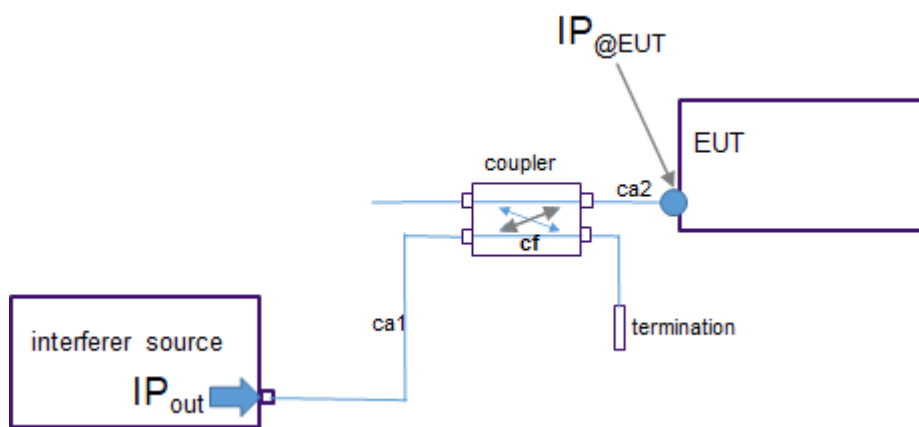 IP@EUT
EUT
coupler
ca2
cf
ca1
termination
interferer source
IPout